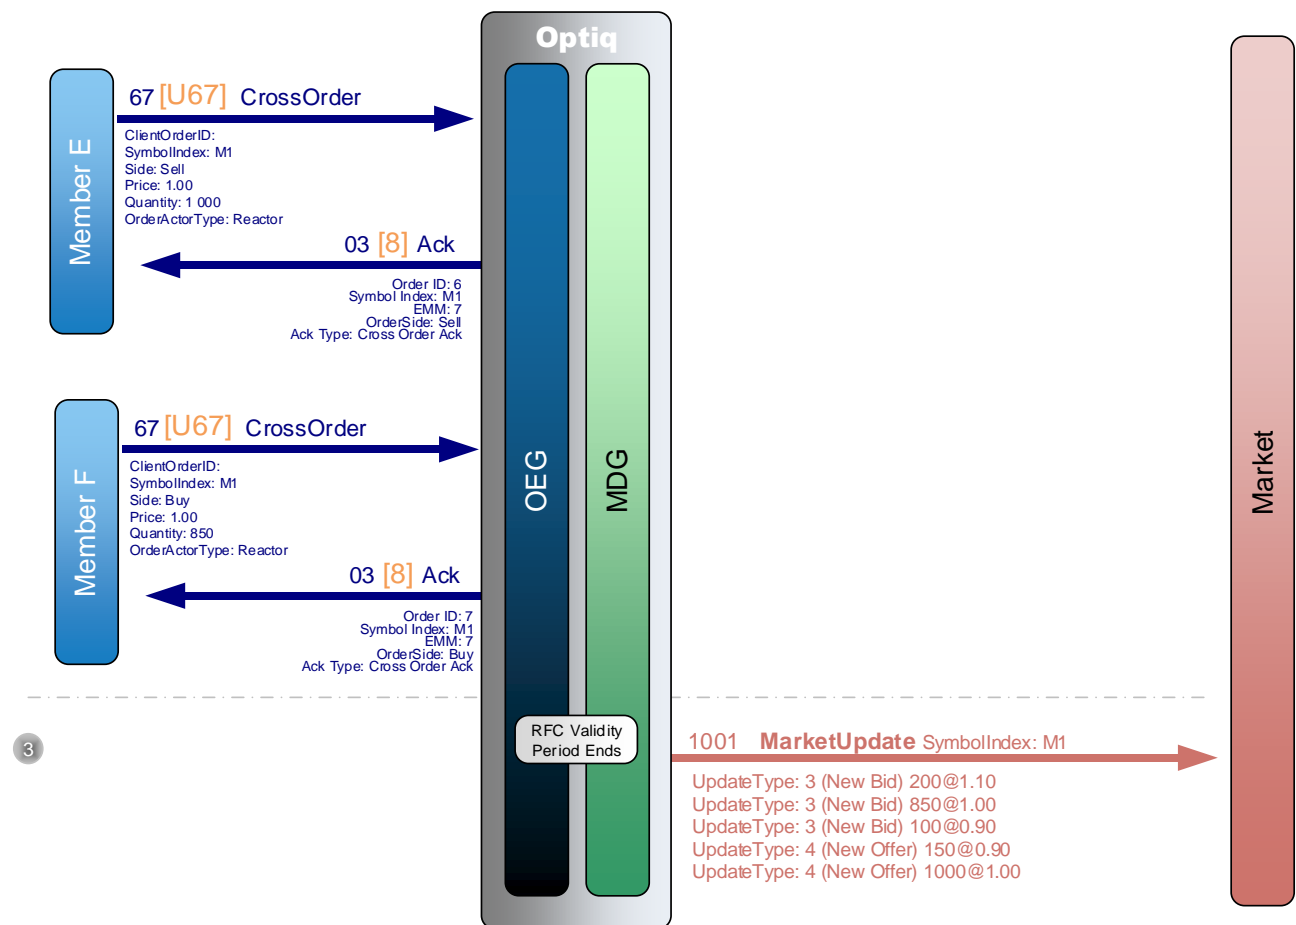 Optiq
Member E
67 [U67] CrossOrder
ClientOrderID:
SymbolIndex: M1
Side: Sell
Price: 1.00
Quantity: 1 000
OrderActorType: Reactor
03 [8] Ack
Order ID: 6
Symbol Index: M1
EMM: 7
OrderSide: Sell
Ack Type: Cross Order Ack
Member F
67 [U67] CrossOrder
ClientOrderID:
SymbolIndex: M1
Side: Buy
Price: 1.00
Quantity: 850
OrderActorType: Reactor
03 [8] Ack
Order ID: 7
Symbol Index: M1
EMM: 7
OrderSide: Buy
Ack Type: Cross Order Ack
OEG
MDG
Market
3
RFC Validity
Period Ends
1001 MarketUpdate SymbolIndex: M1
UpdateType: 3 (New Bid) 200@1.10
UpdateType: 3 (New Bid) 850@1.00
UpdateType: 3 (New Bid) 100@0.90
UpdateType: 4 (New Offer) 150@0.90
UpdateType: 4 (New Offer) 1000@1.00